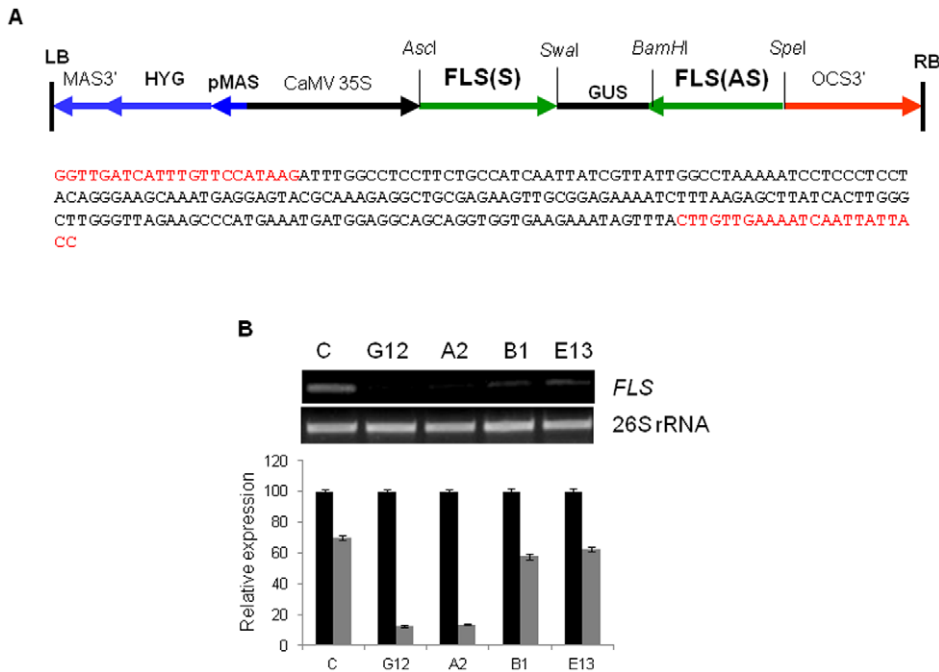 A
AscI SwaI BamHI SpeI
LB RB
MAS3' HYG pMAS CaMV 35S FLS(S) GUS FLS(AS) OCS3'
GGTTGATCATTTGTTCCATAAGATTTGGCCTCCTTCTGCCATCAATTATCGTTATTGGCCTAAAAATCCTCCCTCCT
ACAGGGAAGCAAATGAGGAGTACGCAAAGAGGCTGCGAGAAGTTGCGGAGAAAATCTTTAAGAGCTTATCACTTGGG
CTTGGGTTAGAAGCCCATGAAATGATGGAGGCAGCAGGTGGTGAAGAAATAGTTTACTTGTTGAAAATCAATTATTA
CC
B
C G12 A2 B1 E13
FLS
26S rRNA
Relative expression
120
100
80
60
40
20
0
C G12 A2 B1 E13